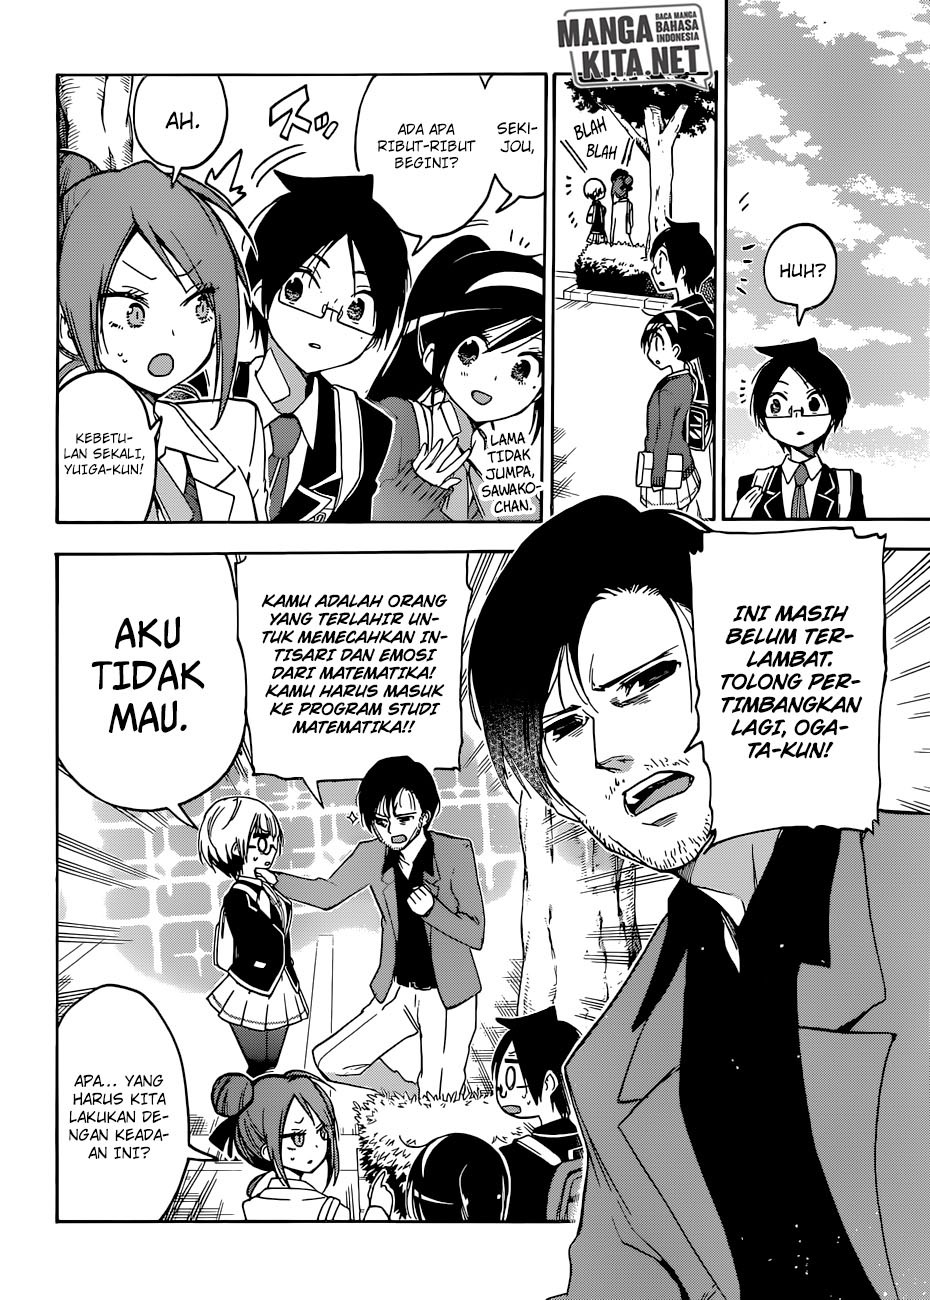 MANGA
BACA MANGA
BAHASA
INDONESIA
KITA.NET
HUH?
BLAH
BLAH
SEKI-
JOU,
ADA APA
RIBUT-RIBUT
BEGINI?
ズッ
AH.
LAMA
TIDAK
JUMPA,
SAWAKO-
CHAN.
KEBETU-
LAN SEKALI,
YUIGA-KUN!
INI MASIH
BELUM TER-
LAMBAT.
TOLONG PER-
TIMBANGKAN
LAGI, OGA-
TA-KUN!
KAMU ADALAH ORANG
YANG TERLAHIR UN-
TUK MEMECAHKAN IN-
TISARI DAN EMOSI
DARI MATEMATIKA!
KAMU HARUS MASUK
KE PROGRAM STUDI
MATEMATIKA!!
AKU
TIDAK
MAU.
APA... YANG
HARUS KITA
LAKUKAN DE-
NGAN KEADA-
AN INI?